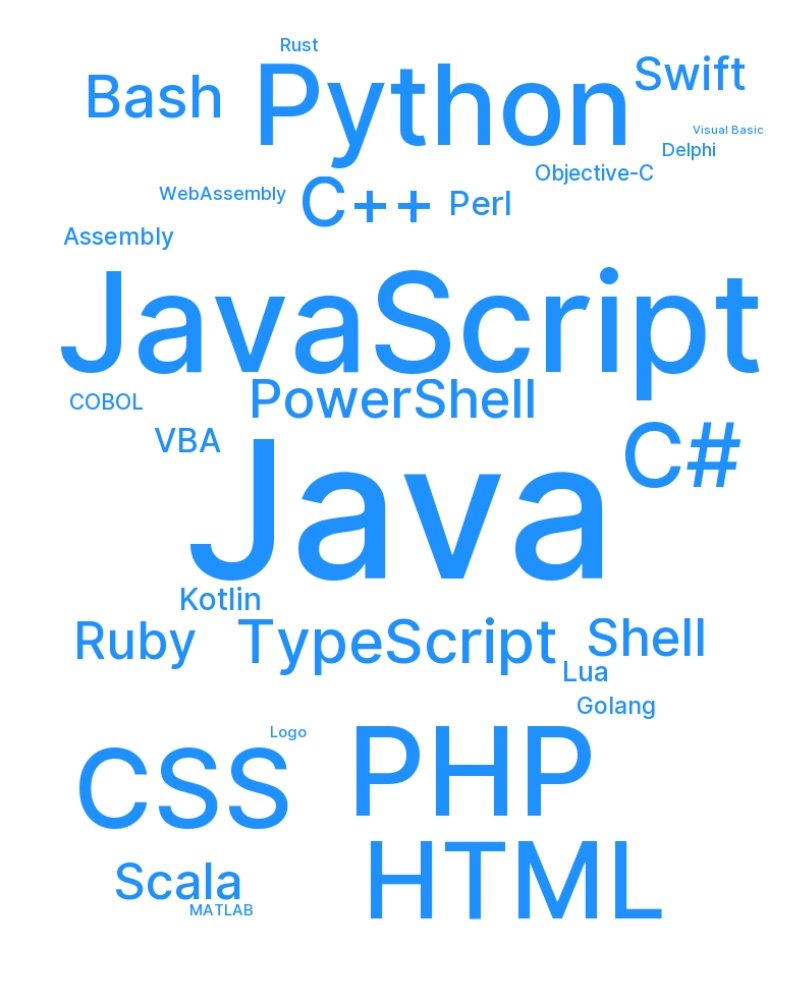 Rust
Bash
Python
Swift
Visual Basic
Delphi
Objective-C
WebAssembly
C++
Perl
Assembly
JavaScript
COBOL
PowerShell
VBA
C#
Java
Kotlin
Ruby
TypeScript
Shell
Lua
Golang
Logo
CSS
PHP
HTML
Scala
MATLAB